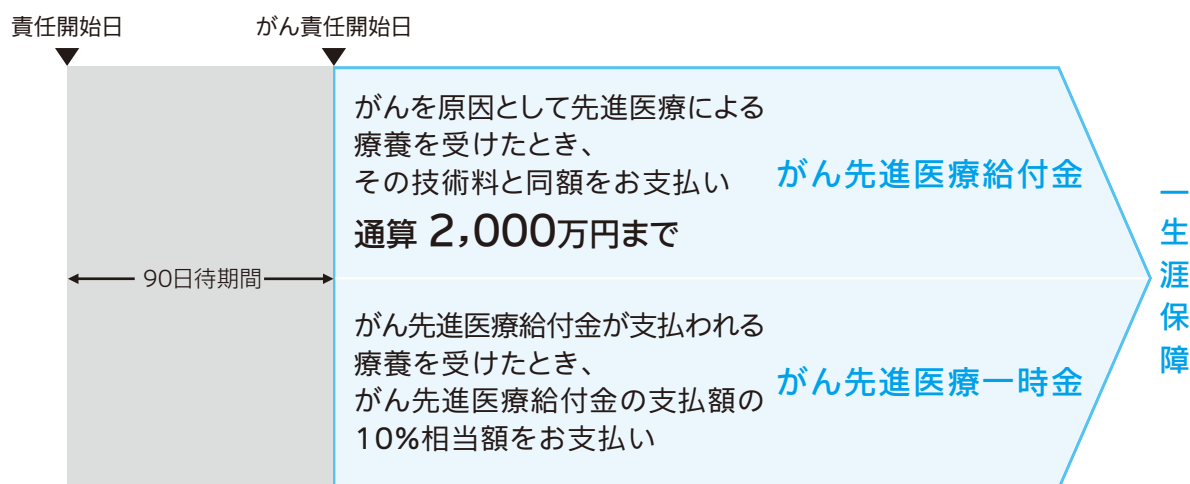 責任開始日
がん責任開始日
がんを原因として先進医療による
療養を受けたとき、
その技術料と同額をお支払い
通算 2,000万円まで
がん先進医療給付金
90日待期間
がん先進医療給付金が支払われる
療養を受けたとき、
がん先進医療給付金の支払額の
10%相当額をお支払い
がん先進医療一時金
一生涯保障